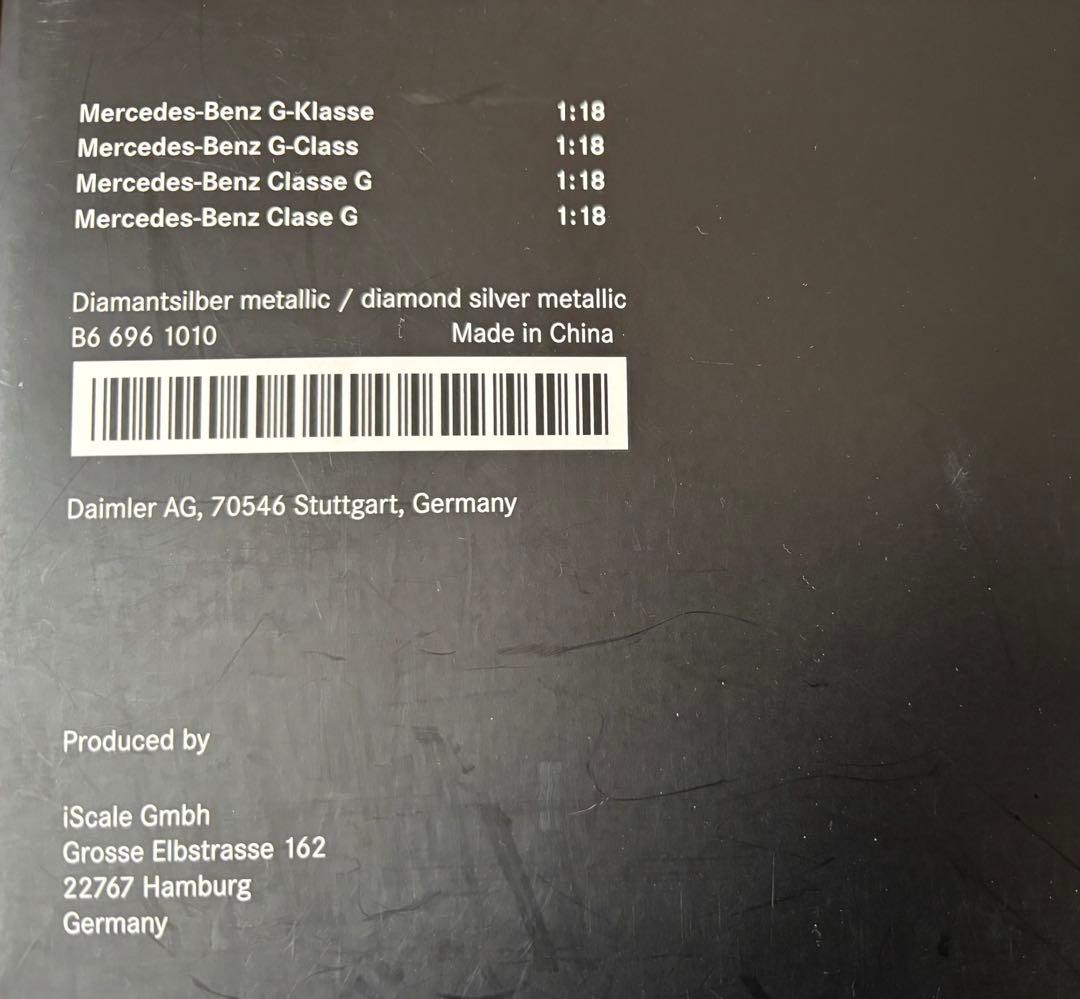 Mercedes-Benz G-Klasse 1:18
Mercedes-Benz G-Class 1:18
Mercedes-Benz Classe G 1:18
Mercedes-Benz Clase G 1:18
Diamantsilber metallic / diamond silver metallic
B6 696 1010 Made in China
Daimler AG, 70546 Stuttgart, Germany
Produced by
iScale Gmbh
Grosse Elbstrasse 162
22767 Hamburg
Germany